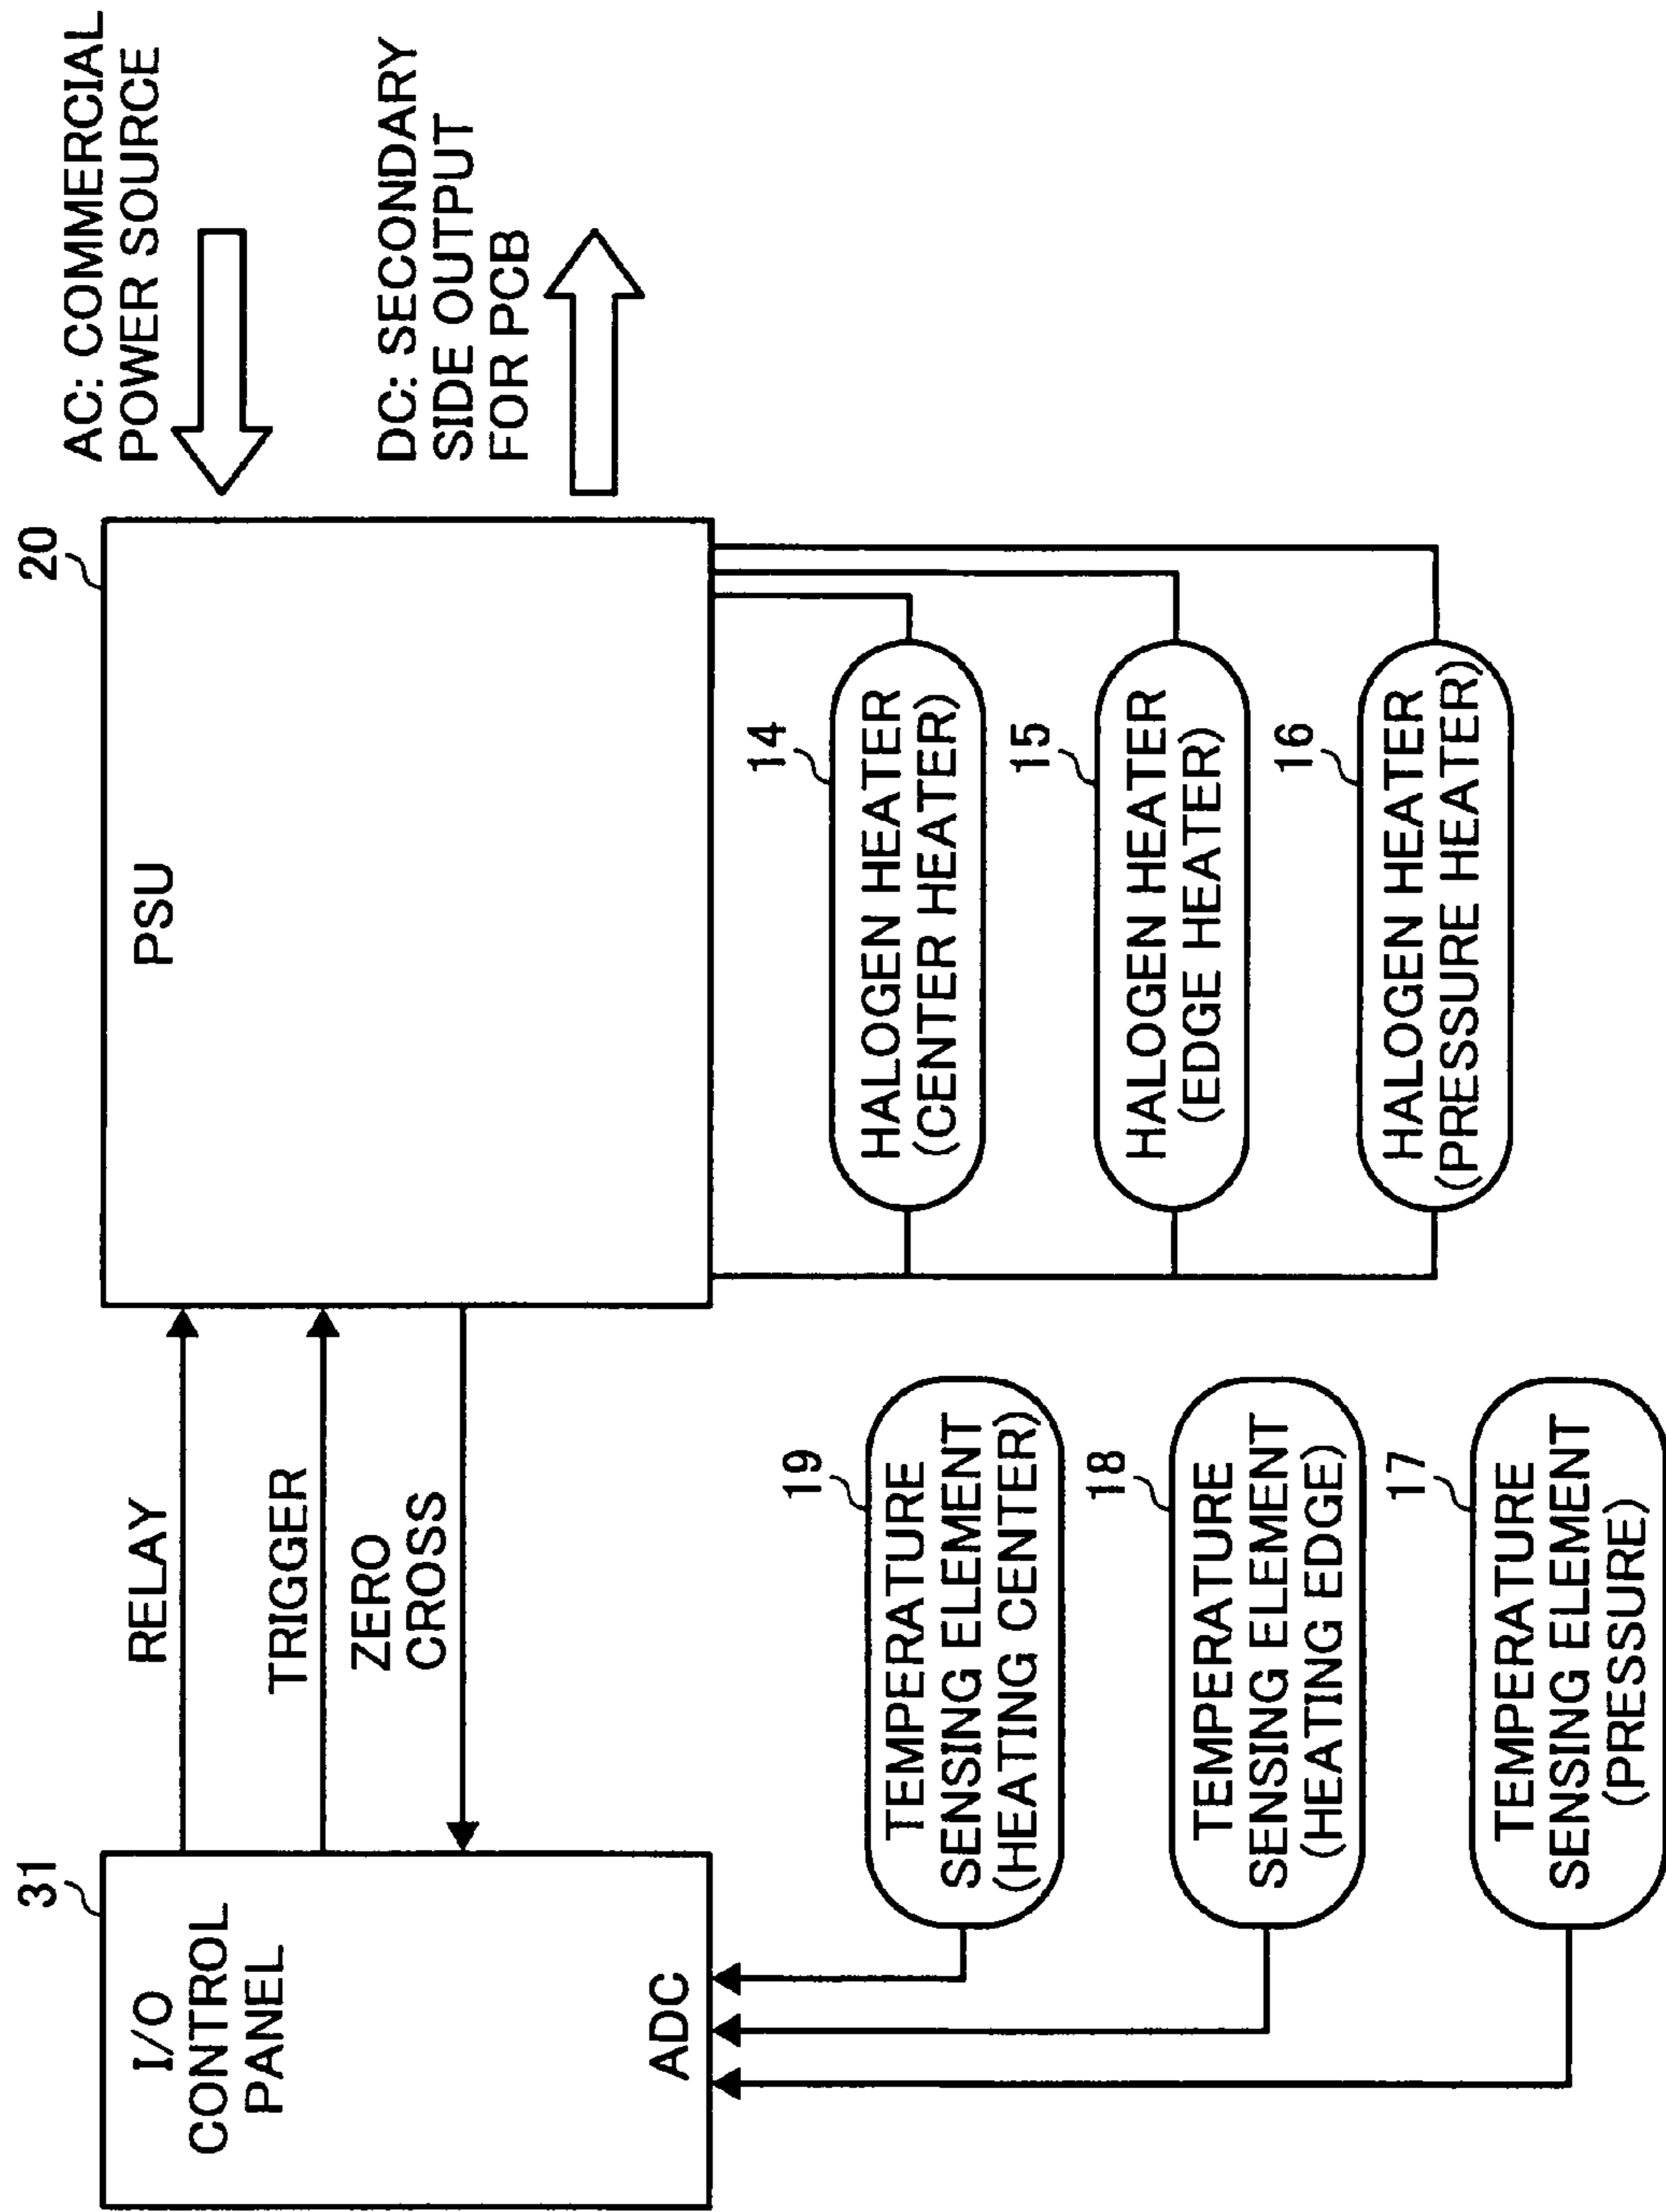 31
I/O
CONTROL
PANEL
ADC
RELAY
TRIGGER
ZERO
CROSS
20
PSU
AC: COMMERCIAL
POWER SOURCE
DC: SECONDARY
SIDE OUTPUT
FOR PCB
19
TEMPERATURE
SENSING ELEMENT
(HEATING CENTER)
18
TEMPERATURE
SENSING ELEMENT
(HEATING EDGE)
17
TEMPERATURE
SENSING ELEMENT
(PRESSURE)
14
HALOGEN HEATER
(CENTER HEATER)
15
HALOGEN HEATER
(EDGE HEATER)
16
HALOGEN HEATER
(PRESSURE HEATER)